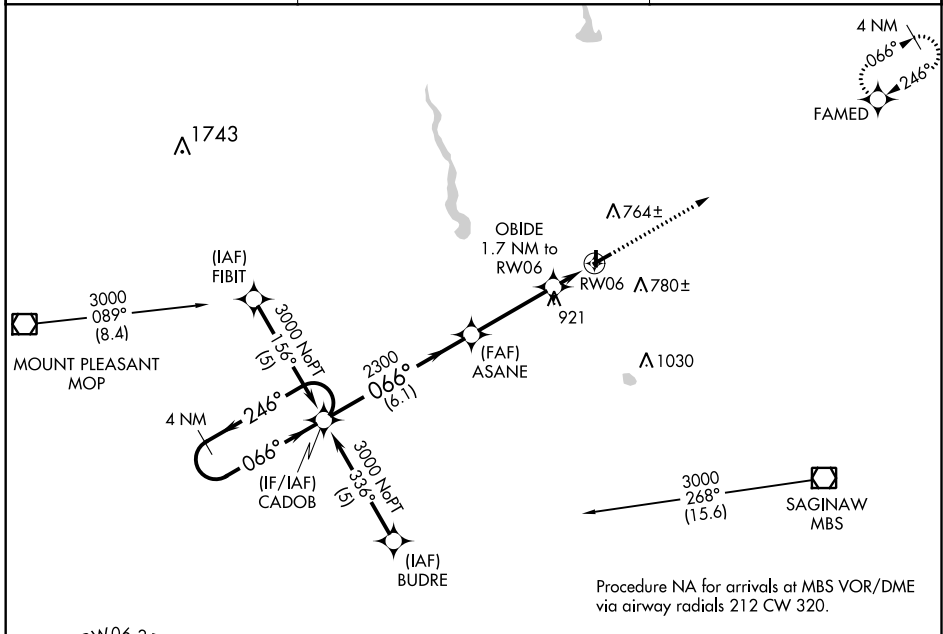 4 NM
066°
246°
FAMED
1743
764±
OBIDE
1.7 NM to
RW06
(IAF)
FIBIT
RW06
780±
3000
089°
(8.4)
921
3000 NoPT
156°
(5)
(FAF)
ASANE
MOUNT PLEASANT
MOP
2300
066°
(6.1)
1030
4 NM
246°
066°
(IF/IAF)
CADOB
3000 NoPT
336°
(5)
3000
268°
(15.6)
SAGINAW
MBS
(IAF)
BUDRE
Procedure NA for arrivals at MBS VOR/DME
via airway radials 212 CW 320.